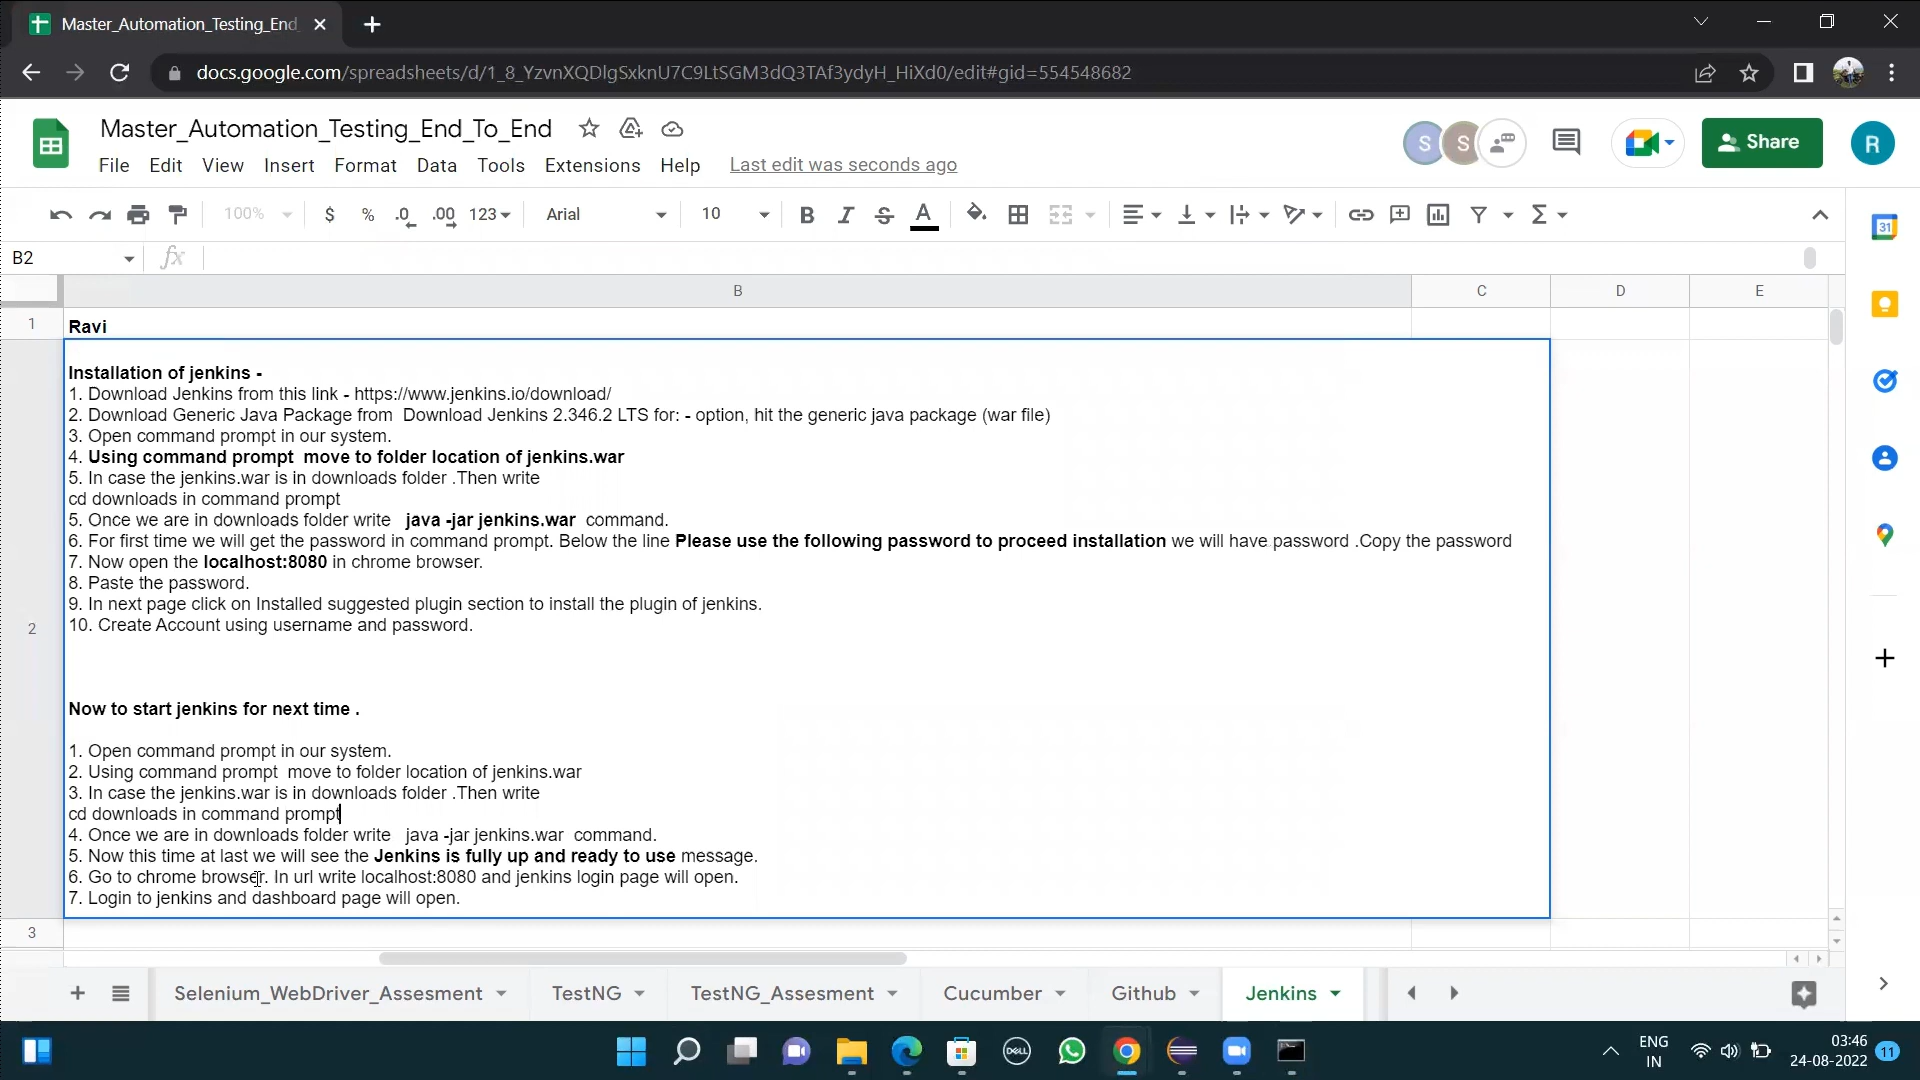 Master_Automation_Testing_End
docs.google.com/spreadsheets/d/1_8_YzvnXQDlgSxknU7C9LtSGM3dQ3TAf3ydyH_HiXd0/edit#gid=554548682
Master_Automation_Testing_End_To_End
S S Share R
File Edit View Insert Format Data Tools Extensions Help Last edit was seconds ago
100% $ % .0 .00 123 Arial 10 B I S A
31
B2 fx
B C D E
1 Ravi
Installation of jenkins -
1. Download Jenkins from this link - https://www.jenkins.io/download/
2. Download Generic Java Package from  Download Jenkins 2.346.2 LTS for: - option, hit the generic java package (war file)
3. Open command prompt in our system.
4. Using command prompt  move to folder location of jenkins.war
5. In case the jenkins.war is in downloads folder .Then write
cd downloads in command prompt
5. Once we are in downloads folder write   java -jar jenkins.war  command.
6. For first time we will get the password in command prompt. Below the line Please use the following password to proceed installation we will have password .Copy the password
7. Now open the localhost:8080 in chrome browser.
8. Paste the password.
9. In next page click on Installed suggested plugin section to install the plugin of jenkins.
10. Create Account using username and password.
2
Now to start jenkins for next time .
1. Open command prompt in our system.
2. Using command prompt  move to folder location of jenkins.war
3. In case the jenkins.war is in downloads folder .Then write
cd downloads in command prompt
4. Once we are in downloads folder write   java -jar jenkins.war  command.
5. Now this time at last we will see the Jenkins is fully up and ready to use message.
6. Go to chrome browser. In url write localhost:8080 and jenkins login page will open.
7. Login to jenkins and dashboard page will open.
3
Selenium_WebDriver_Assesment TestNG TestNG_Assesment Cucumber Github Jenkins
DELL
ENG
IN
03:46
24-08-2022
11